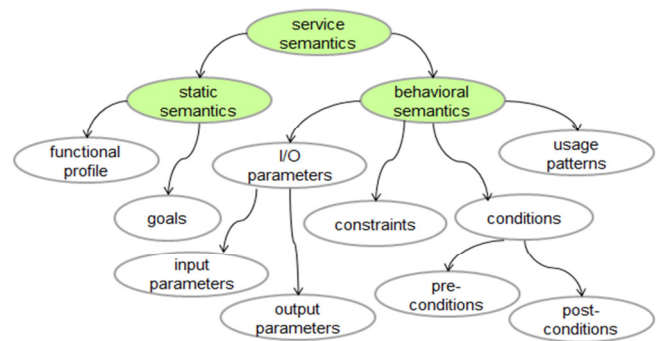 service
semantics
static
semantics
behavioral
semantics
functional
profile
goals
I/O
parameters
constraints
conditions
usage
patterns
input
parameters
output
parameters
pre-
conditions
post-
conditions